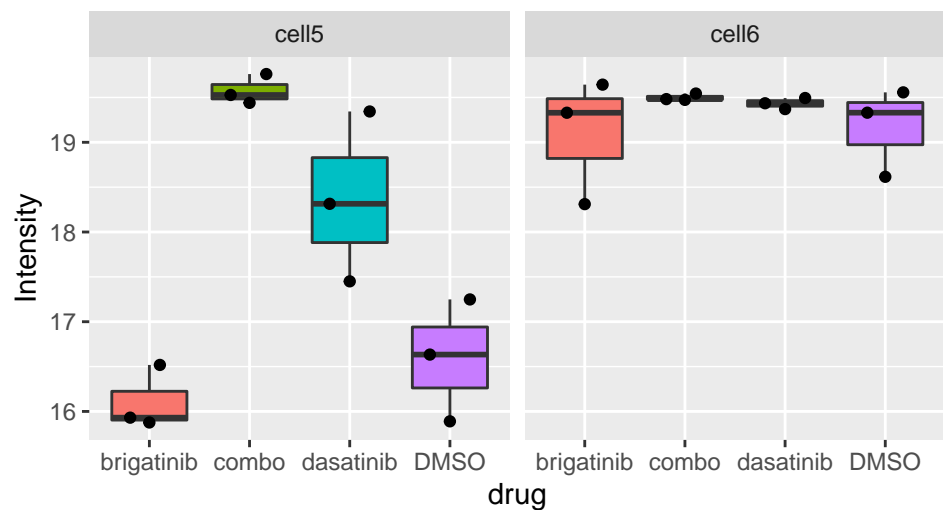 cell5 cell6
Intensity
19
18
17
16
brigatinib combo dasatinib DMSO brigatinib combo dasatinib DMSO
drug